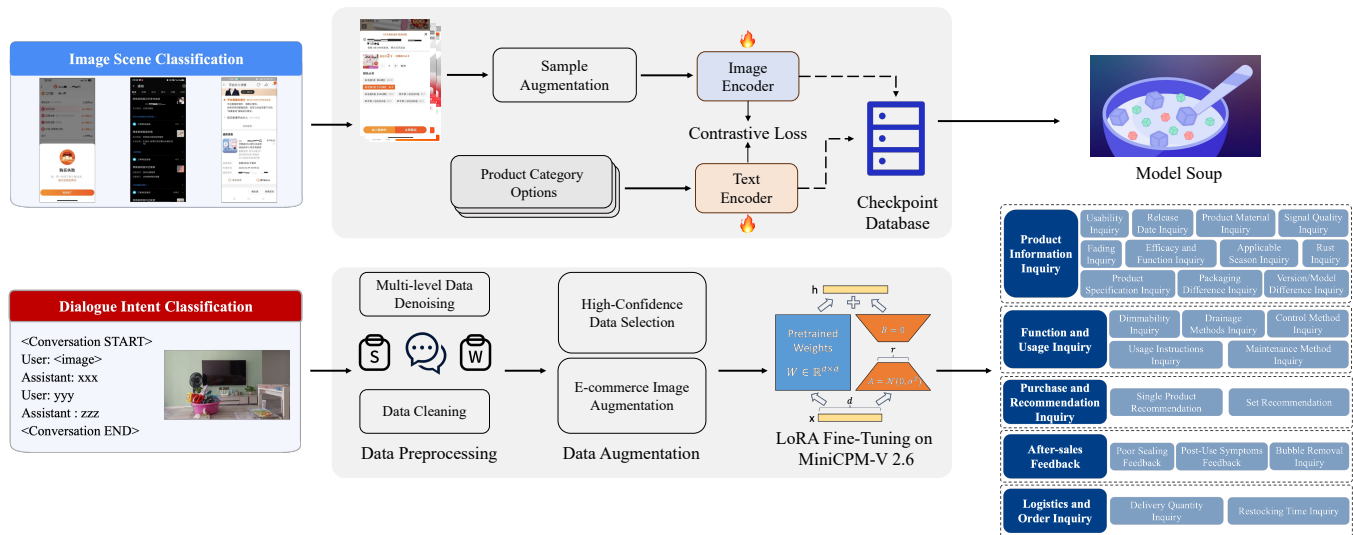 Image Scene Classification
Sample
Augmentation
Image
Encoder
Contrastive Loss
Product Category
Options
Text
Encoder
Checkpoint
Database
Model Soup
Dialogue Intent Classification
<Conversation START>
User: <image>
Assistant: xxx
User: yyy
Assistant : zzz
<Conversation END>
Multi-level Data
Denoising
S
W
Data Cleaning
Data Preprocessing
High-Confidence
Data Selection
E-commerce Image
Augmentation
Data Augmentation
h
Pretrained
Weights
W ∈ ℝ^{d×d}
B = 0
r
A = N(0, σ²)
d
x
LoRA Fine-Tuning on
MiniCPM-V 2.6
Product
Information
Inquiry
Usability
Inquiry
Release
Date Inquiry
Product Material
Inquiry
Signal Quality
Inquiry
Fading
Inquiry
Efficacy and
Function Inquiry
Applicable
Season Inquiry
Rust
Inquiry
Product
Specification Inquiry
Packaging
Difference Inquiry
Version/Model
Difference Inquiry
Function and
Usage Inquiry
Dimmability
Inquiry
Drainage
Methods Inquiry
Control Method
Inquiry
Usage Instructions
Inquiry
Maintenance Method
Inquiry
Purchase and
Recommendation
Inquiry
Single Product
Recommendation
Set Recommendation
After-sales
Feedback
Poor Sealing
Feedback
Post-Use Symptoms
Feedback
Bubble Removal
Inquiry
Logistics and
Order Inquiry
Delivery Quantity
Inquiry
Restocking Time Inquiry